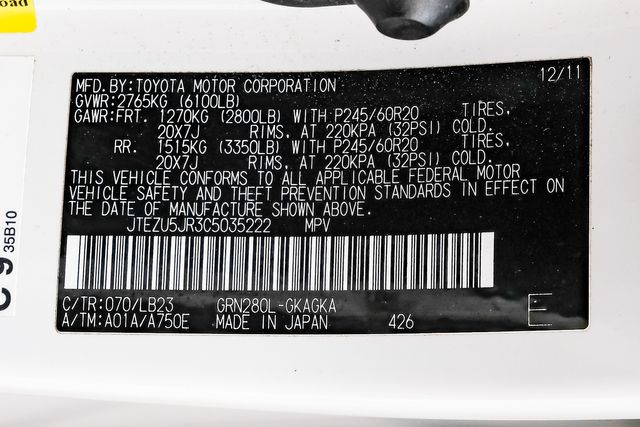 oad
35B10
C 9
12/11
MFD.BY:TOYOTA MOTOR CORPORATION
GVWR:2765KG (6100LB)
GAWR:FRT. 1270KG (2800LB) WITH P245/60R20 TIRES,
20X7J RIMS, AT 220KPA (32PSI) COLD.
RR. 1515KG (3350LB) WITH P245/60R20 TIRES,
20X7J RIMS, AT 220KPA (32PSI) COLD.
THIS VEHICLE CONFORMS TO ALL APPLICABLE FEDERAL MOTOR
VEHICLE SAFETY AND THEFT PREVENTION STANDARDS IN EFFECT ON
THE DATE OF MANUFACTURE SHOWN ABOVE.
JTEZU5JR3C5035222 MPV
C/TR:070/LB23 GRN280L-GKAGKA
A/TM:A01A/A750E MADE IN JAPAN 426 E